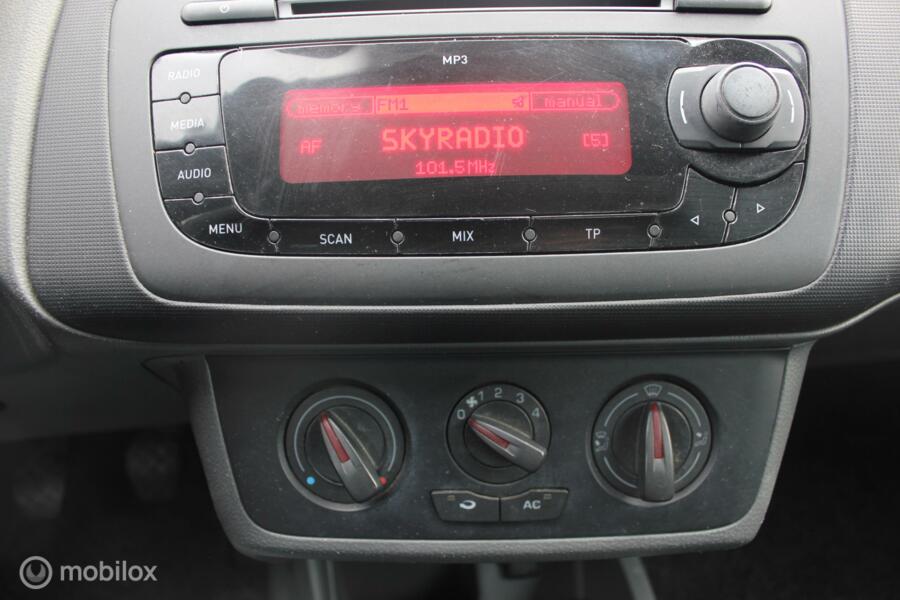 MP3
RADIO
memory FM1 manual
MEDIA
AF SKYRADIO [5]
101.5MHz
AUDIO
MENU SCAN MIX TP
0 1 2 3 4
AC
mobilox